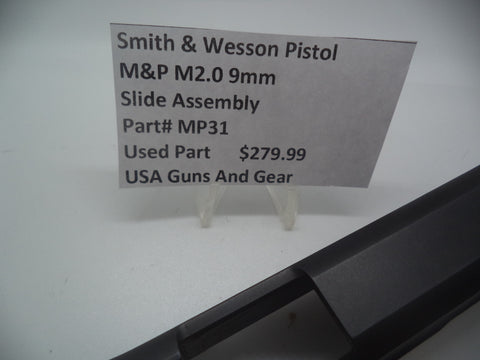 Smith & Wesson Pistol
M&P M2.0 9mm
Slide Assembly
Part# MP31
Used Part $279.99
USA Guns And Gear